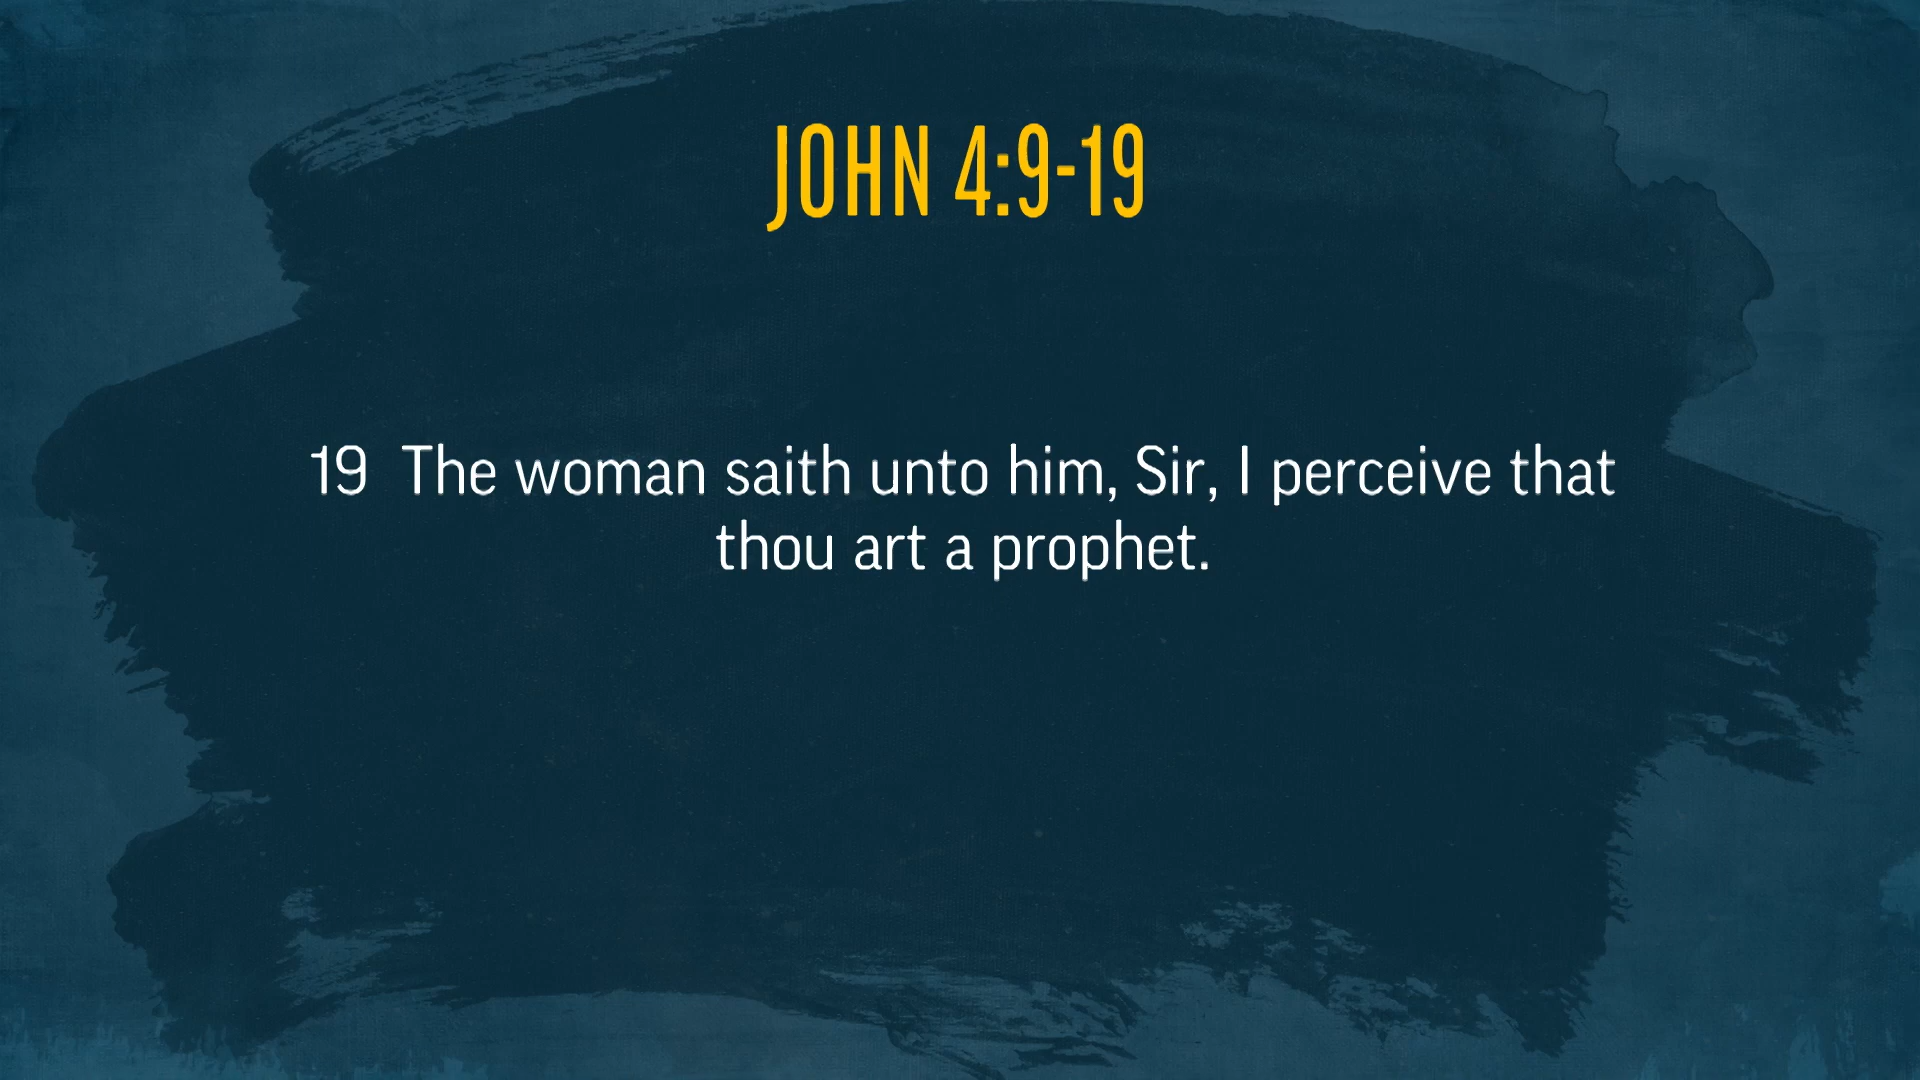 JOHN 4:9-19
19 The woman saith unto him, Sir, I perceive that
thou art a prophet.